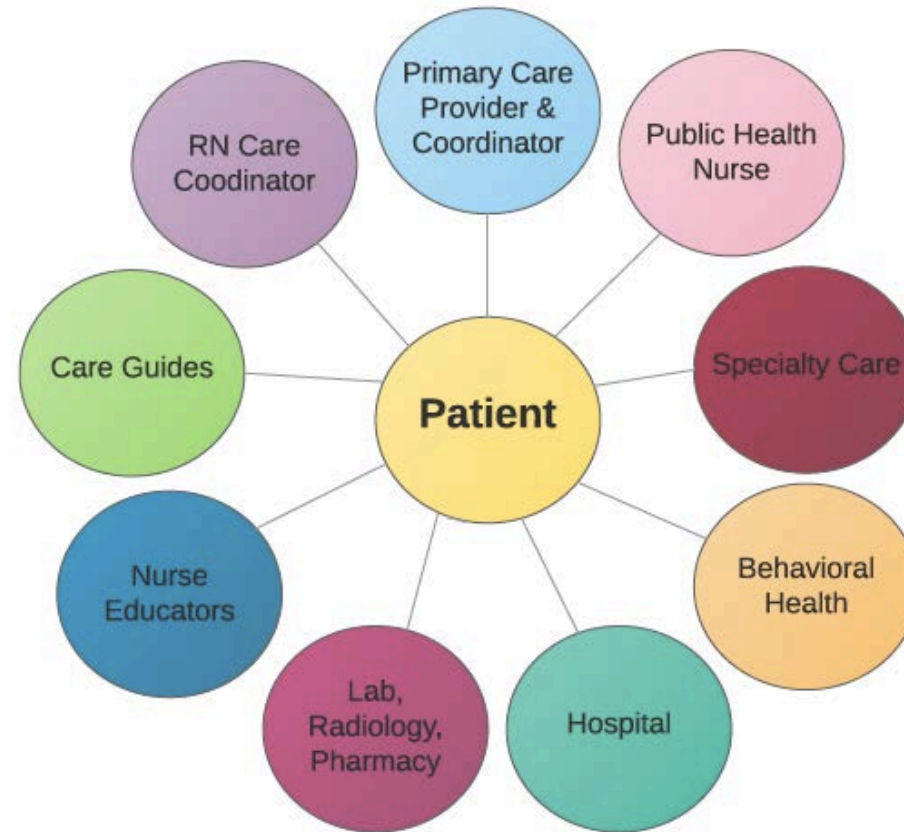 Primary Care
Provider &
Coordinator
Public Health
Nurse
Specialty Care
Behavioral
Health
Hospital
Lab,
Radiology,
Pharmacy
Nurse
Educators
Care Guides
RN Care
Coodinator
Patient